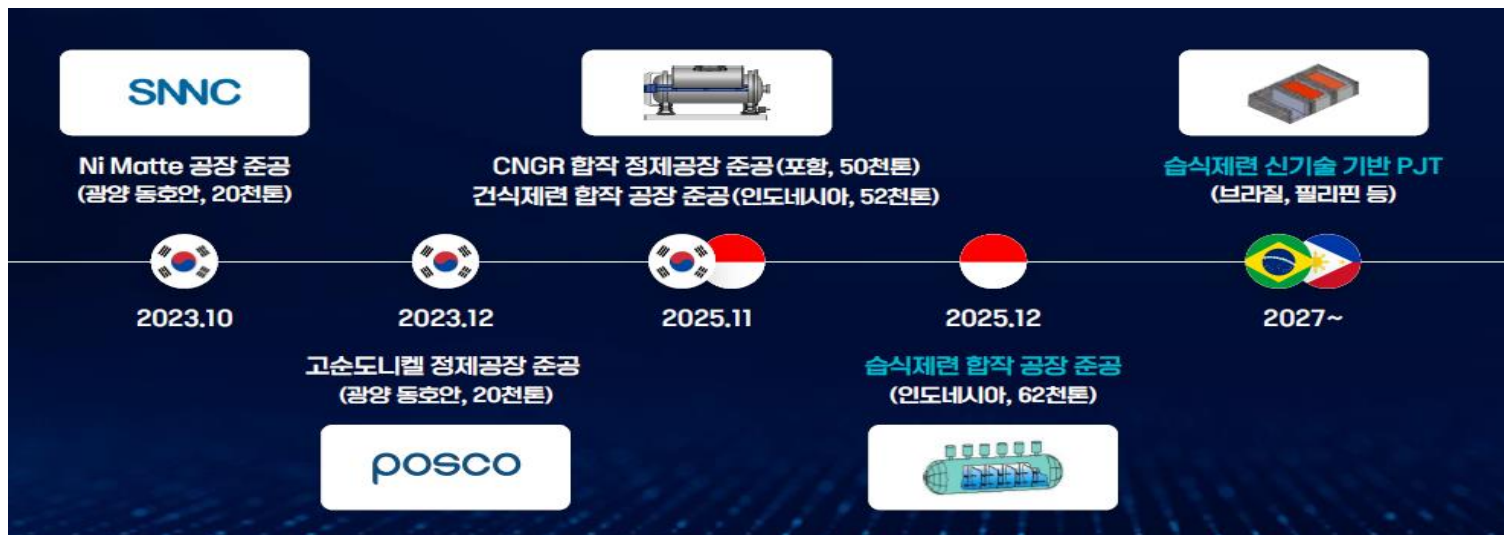 SNNC
Ni Matte 공장 준공
(광양 동호안, 20천톤)
CNGR 합작 정제공장 준공(포항, 50천톤)
건식제련 합작 공장 준공(인도네시아, 52천톤)
습식제련 신기술 기반 PJT
(브라질, 필리핀 등)
2023.10
2023.12
2025.11
2025.12
2027~
고순도니켈 정제공장 준공
(광양 동호안, 20천톤)
posco
습식제련 합작 공장 준공
(인도네시아, 62천톤)